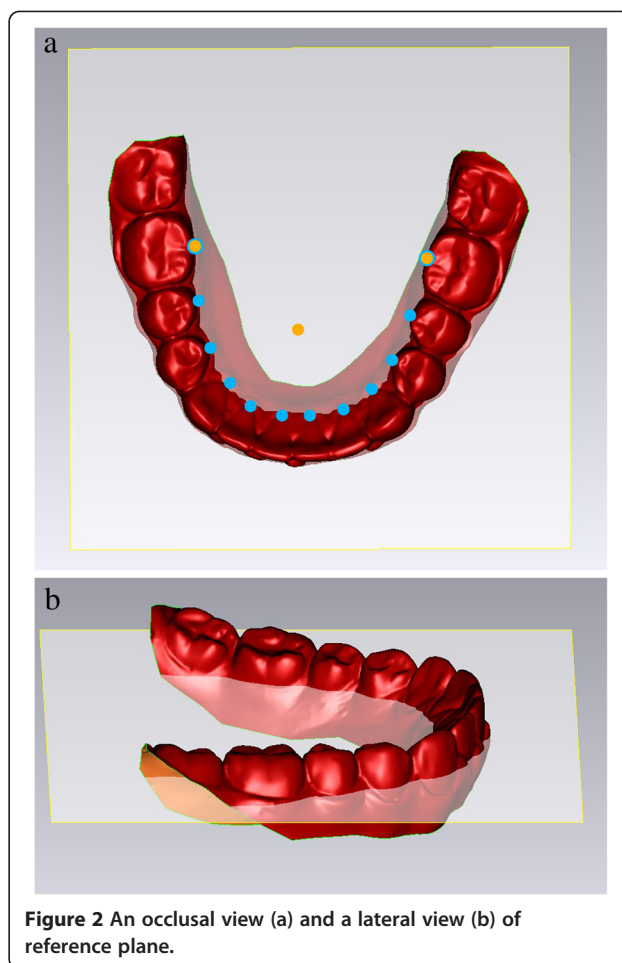 a
b
Figure 2 An occlusal view (a) and a lateral view (b) of
reference plane.